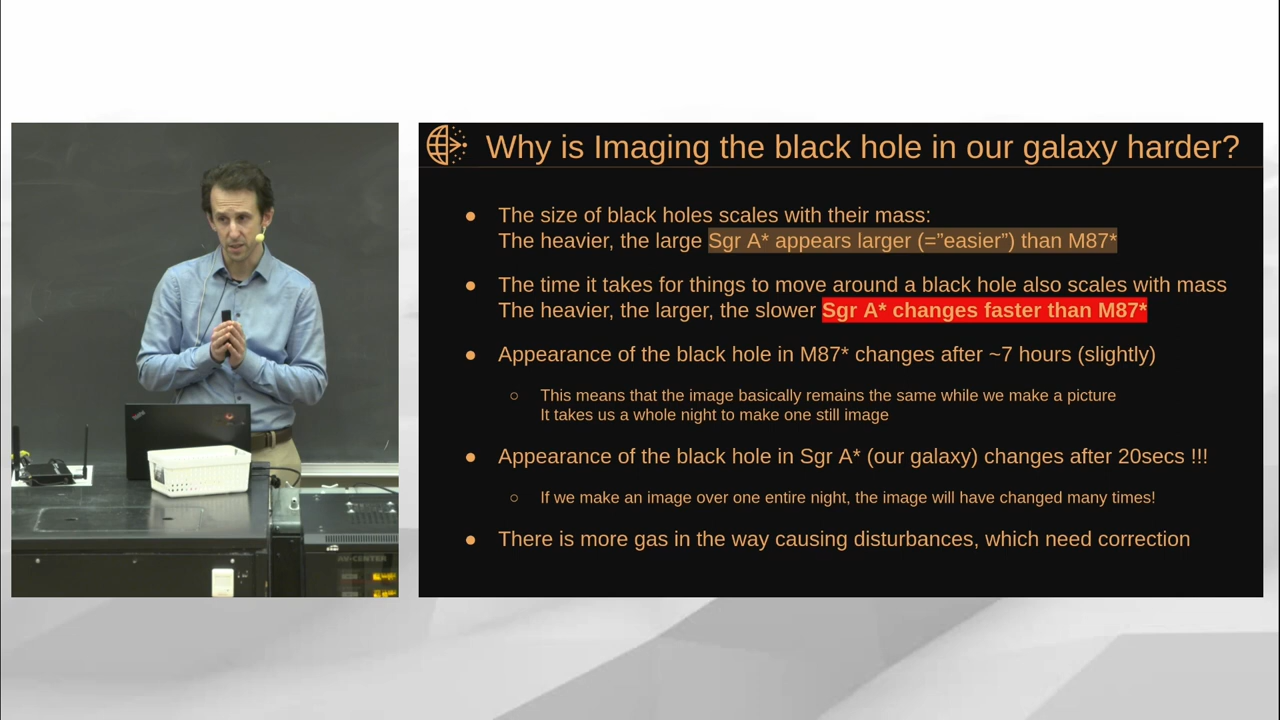 Why is Imaging the black hole in our galaxy harder?
● The size of black holes scales with their mass:
The heavier, the large Sgr A* appears larger (=”easier”) than M87*
● The time it takes for things to move around a black hole also scales with mass
The heavier, the larger, the slower Sgr A* changes faster than M87*
● Appearance of the black hole in M87* changes after ~7 hours (slightly)
○ This means that the image basically remains the same while we make a picture
It takes us a whole night to make one still image
● Appearance of the black hole in Sgr A* (our galaxy) changes after 20secs !!!
○ If we make an image over one entire night, the image will have changed many times!
● There is more gas in the way causing disturbances, which need correction
AV-CENTER